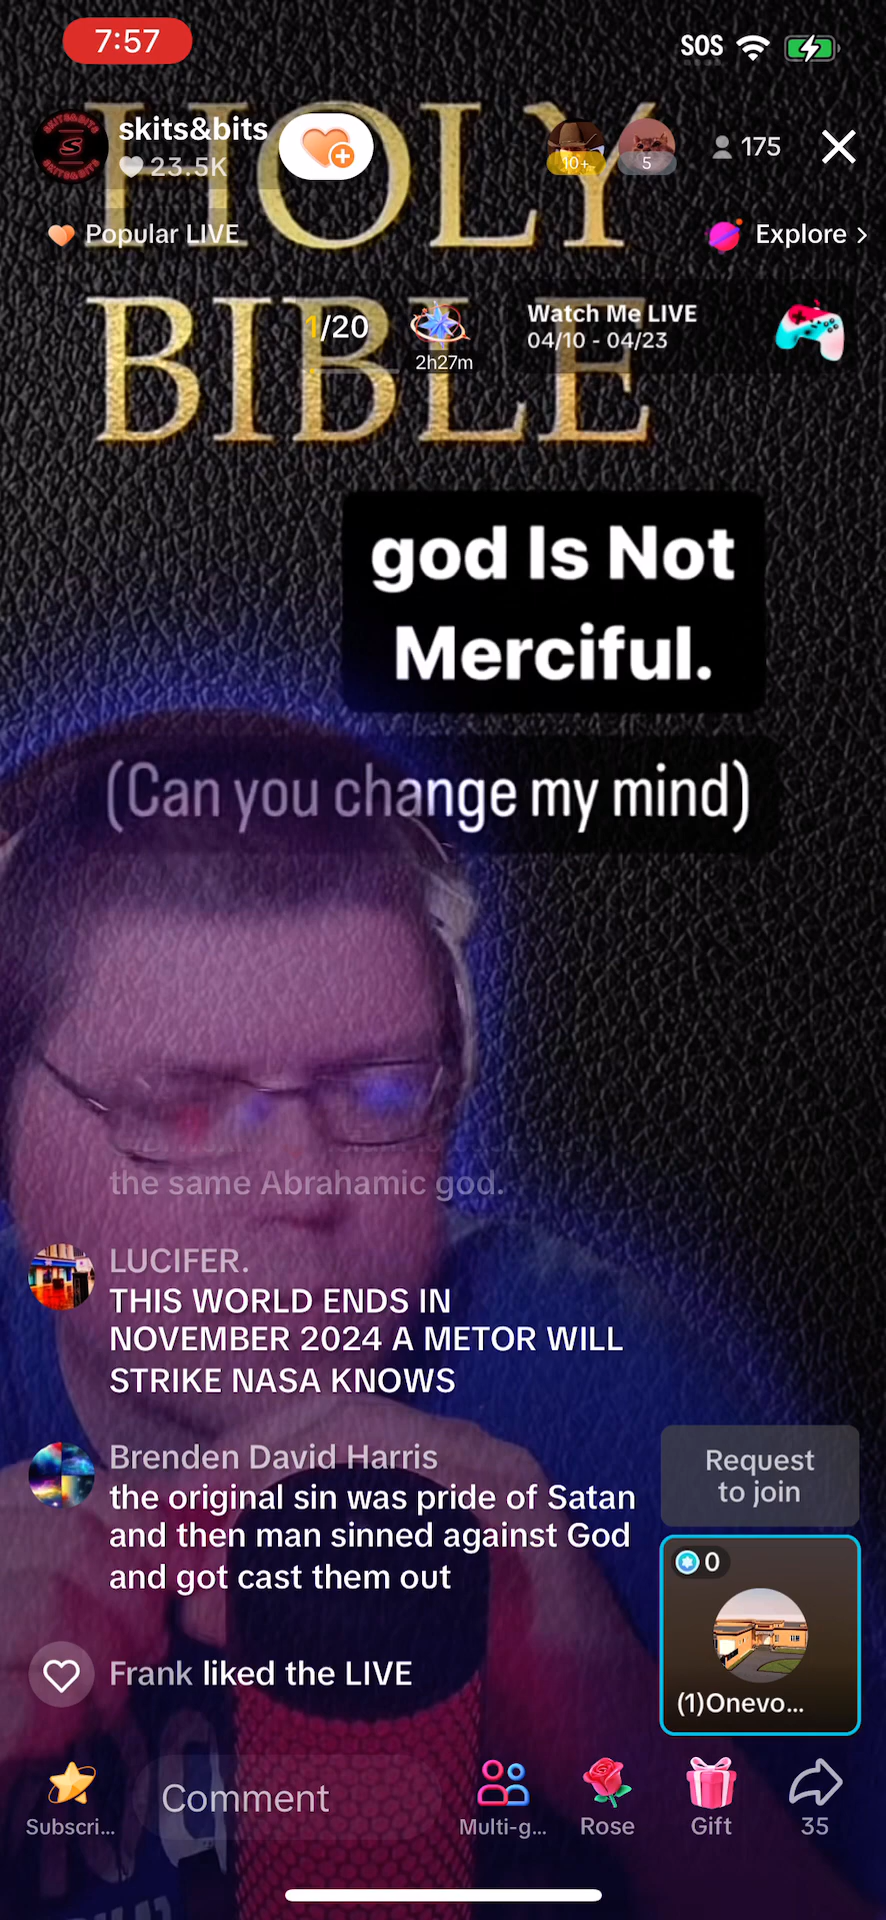 7:57
SOS
HOLY
BIBLE
skits&bits
23.5K
10+
5
175
Popular LIVE
Explore >
1/20
2h27m
Watch Me LIVE
04/10 - 04/23
god Is Not
Merciful.
(Can you change my mind)
the same Abrahamic god.
LUCIFER.
THIS WORLD ENDS IN
NOVEMBER 2024 A METOR WILL
STRIKE NASA KNOWS
Brenden David Harris
the original sin was pride of Satan
and then man sinned against God
and got cast them out
Frank liked the LIVE
Request
to join
0
(1)Onevo...
Comment
Subscri...
Multi-g...
Rose
Gift
35